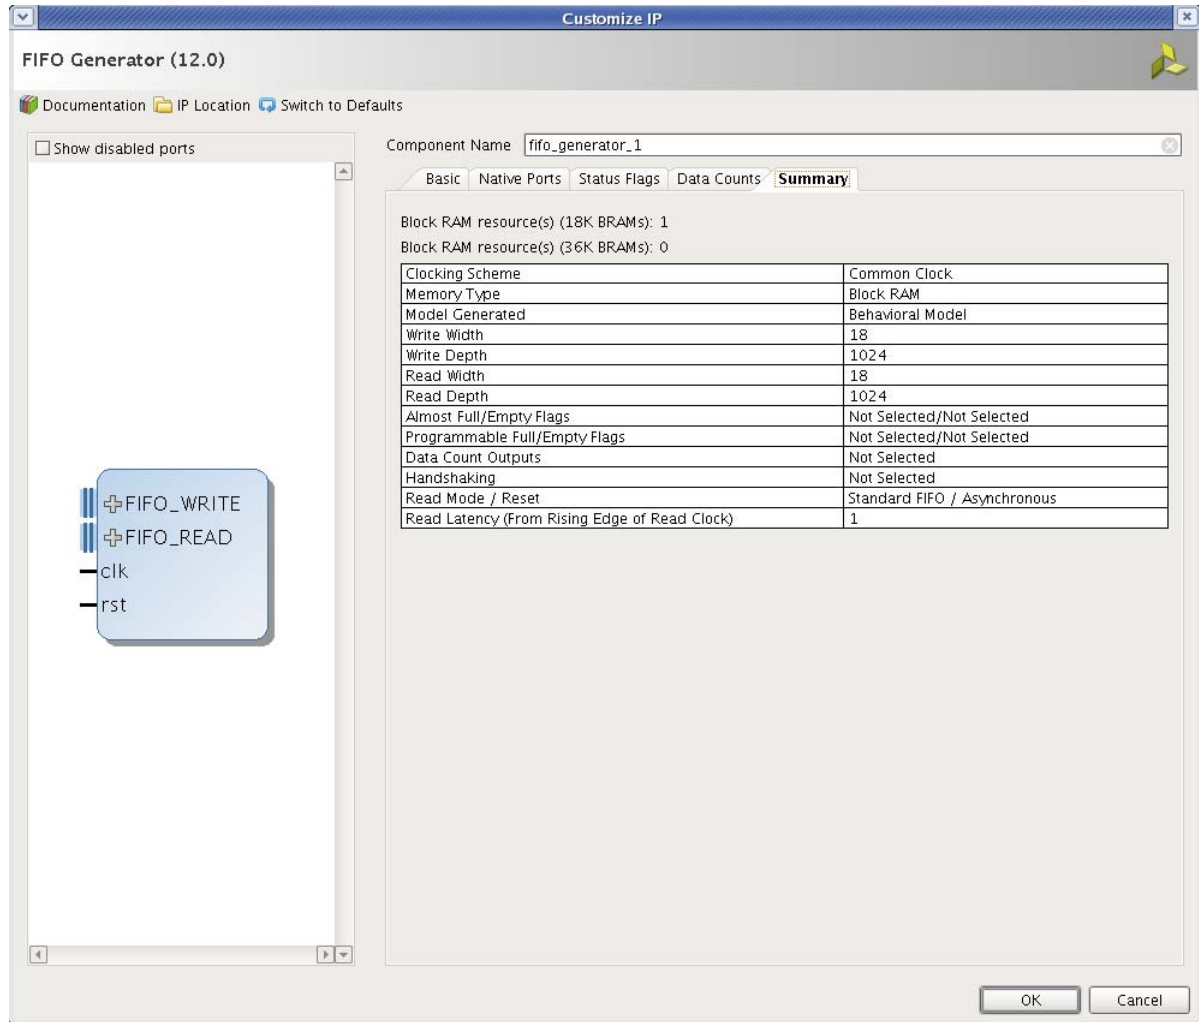 Customize IP
FIFO Generator (12.0)
Documentation IP Location Switch to Defaults
Show disabled ports
FIFO_WRITE
FIFO_READ
clk
rst
Component Name fifo_generator_1
Basic Native Ports Status Flags Data Counts Summary
Block RAM resource(s) (18K BRAMs): 1
Block RAM resource(s) (36K BRAMs): 0
Clocking Scheme Common Clock
Memory Type Block RAM
Model Generated Behavioral Model
Write Width 18
Write Depth 1024
Read Width 18
Read Depth 1024
Almost Full/Empty Flags Not Selected/Not Selected
Programmable Full/Empty Flags Not Selected/Not Selected
Data Count Outputs Not Selected
Handshaking Not Selected
Read Mode / Reset Standard FIFO / Asynchronous
Read Latency (From Rising Edge of Read Clock) 1
OK Cancel